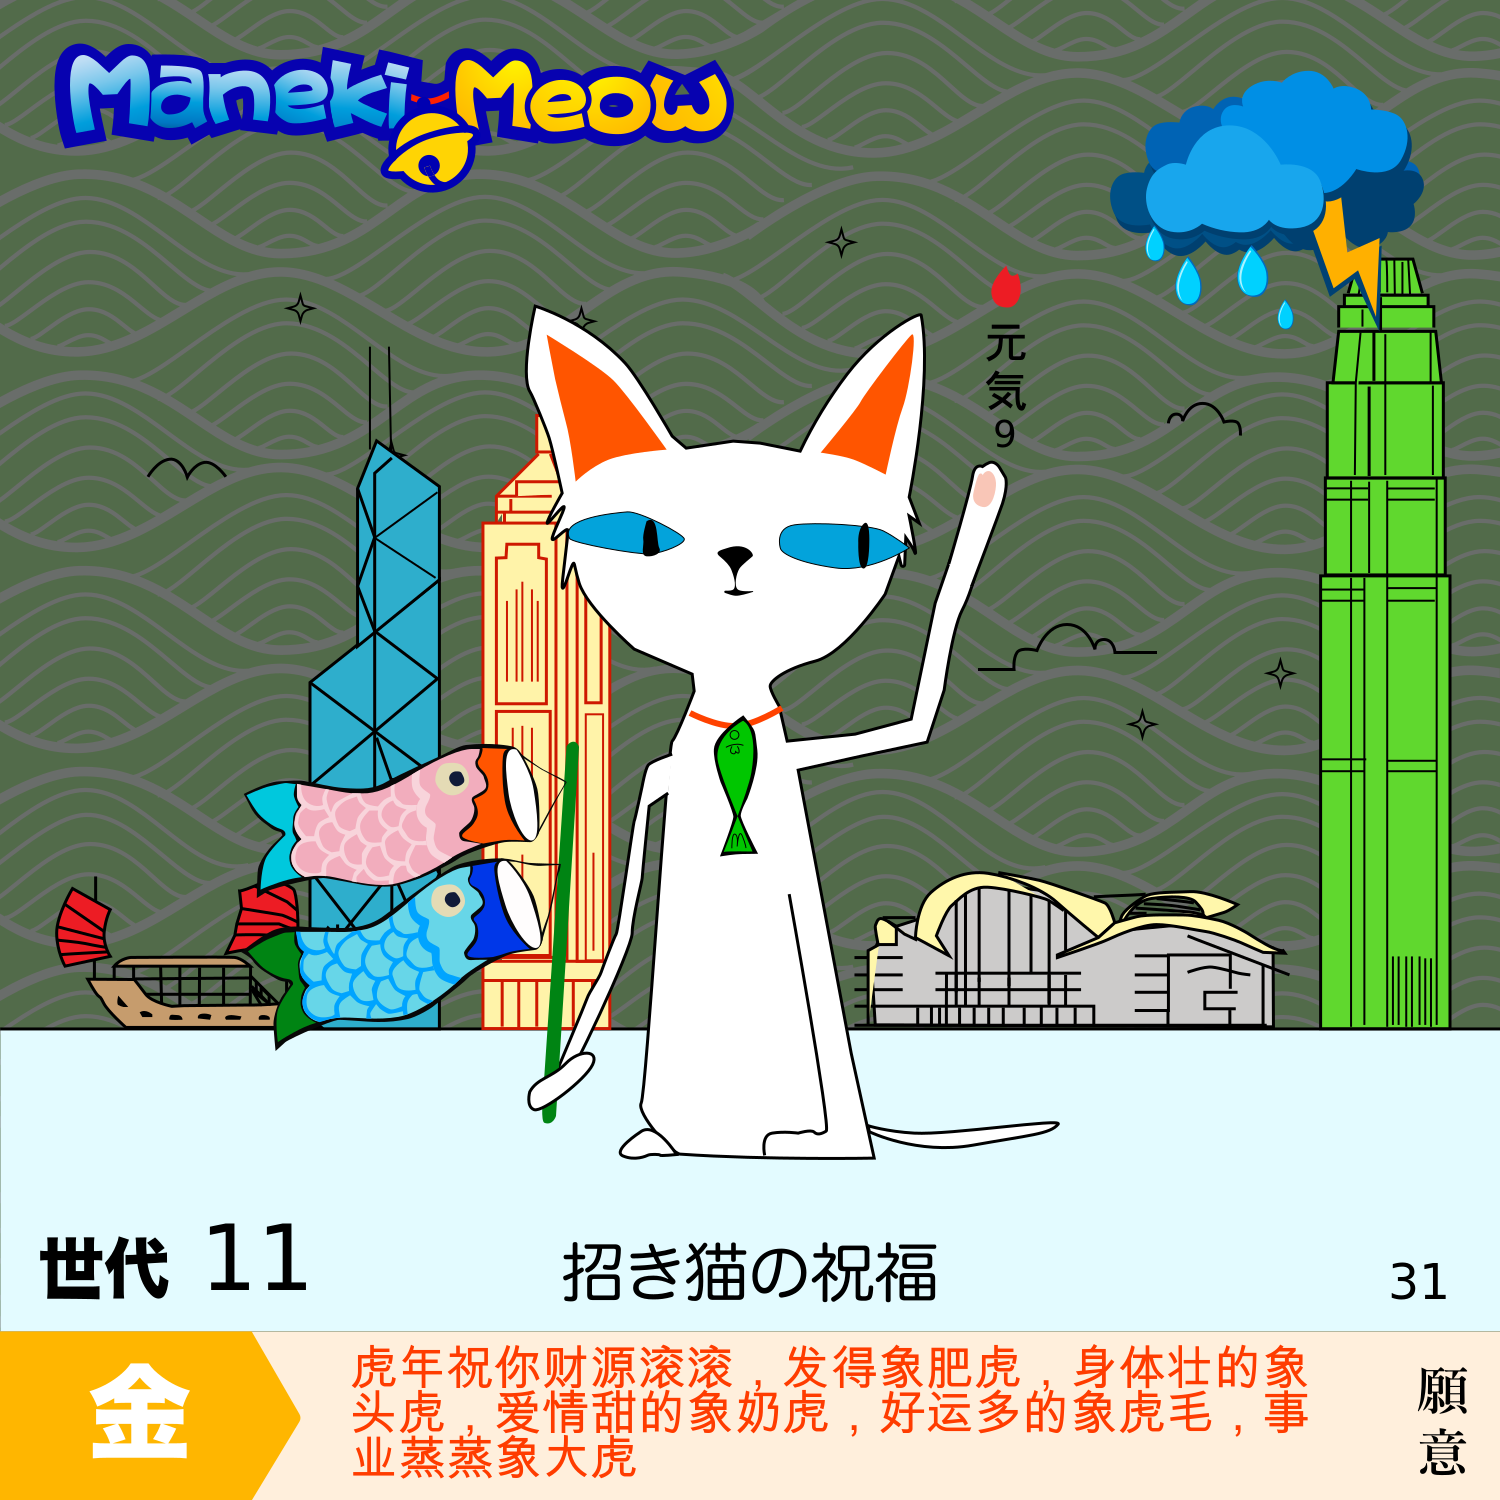 Maneki-Meow
元気9
世代 11
招き猫の祝福
31
金
虎年祝你财源滚滚，发得象肥虎，身体壮的象
头虎，爱情甜的象奶虎，好运多的象虎毛，事
业蒸蒸象大虎
願意